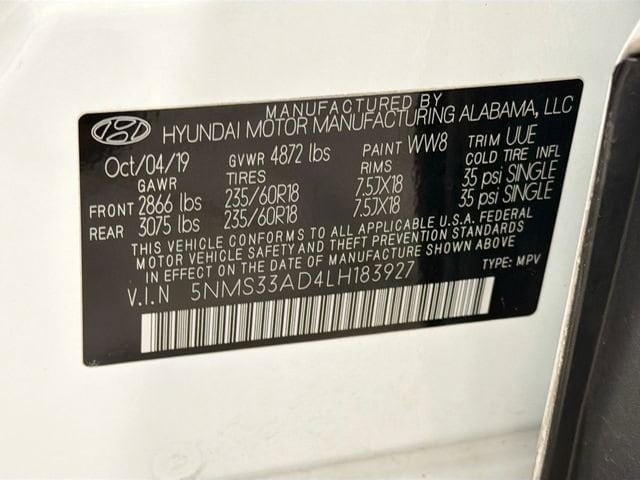 MANUFACTURED BY
HYUNDAI MOTOR MANUFACTURING ALABAMA, LLC
Oct/04/19 GVWR 4872 lbs PAINT WW8 TRIM UUE
GAWR TIRES RIMS COLD TIRE INFL
FRONT 2866 lbs 235/60R18 7.5JX18 35 psi SINGLE
REAR 3075 lbs 235/60R18 7.5JX18 35 psi SINGLE
THIS VEHICLE CONFORMS TO ALL APPLICABLE U.S.A. FEDERAL
MOTOR VEHICLE SAFETY AND THEFT PREVENTION STANDARDS
IN EFFECT ON THE DATE OF MANUFACTURE SHOWN ABOVE
V.I.N 5NMS33AD4LH183927 TYPE: MPV